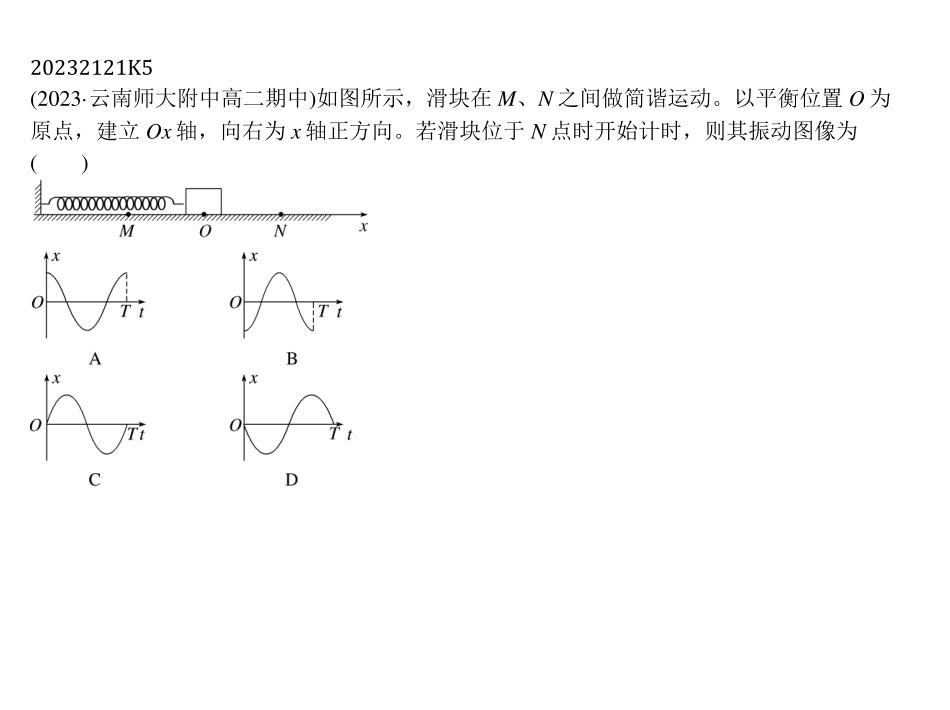 20232121K5
(2023·云南师大附中高二期中)如图所示，滑块在 M、N 之间做简谐运动。以平衡位置 O 为
原点，建立 Ox 轴，向右为 x 轴正方向。若滑块位于 N 点时开始计时，则其振动图像为
(　　)
M O N x
x x
O T t O T t
A B
x x
O T t O T t
C D